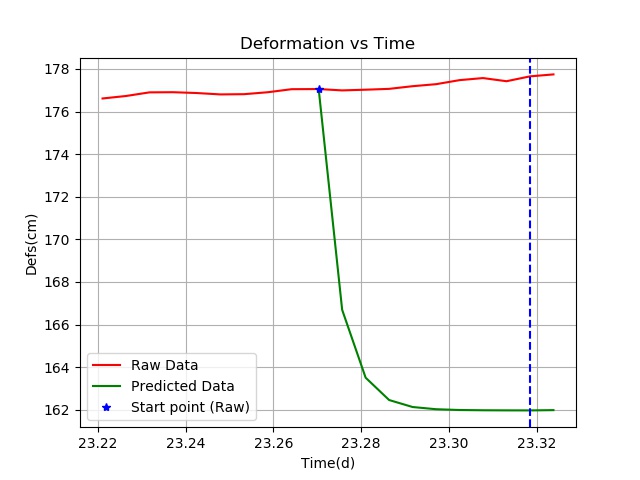 Deformation vs Time
Defs(cm)
178
176
174
172
170
168
166
164
162
Raw Data
Predicted Data
Start point (Raw)
23.22 23.24 23.26 23.28 23.30 23.32
Time(d)